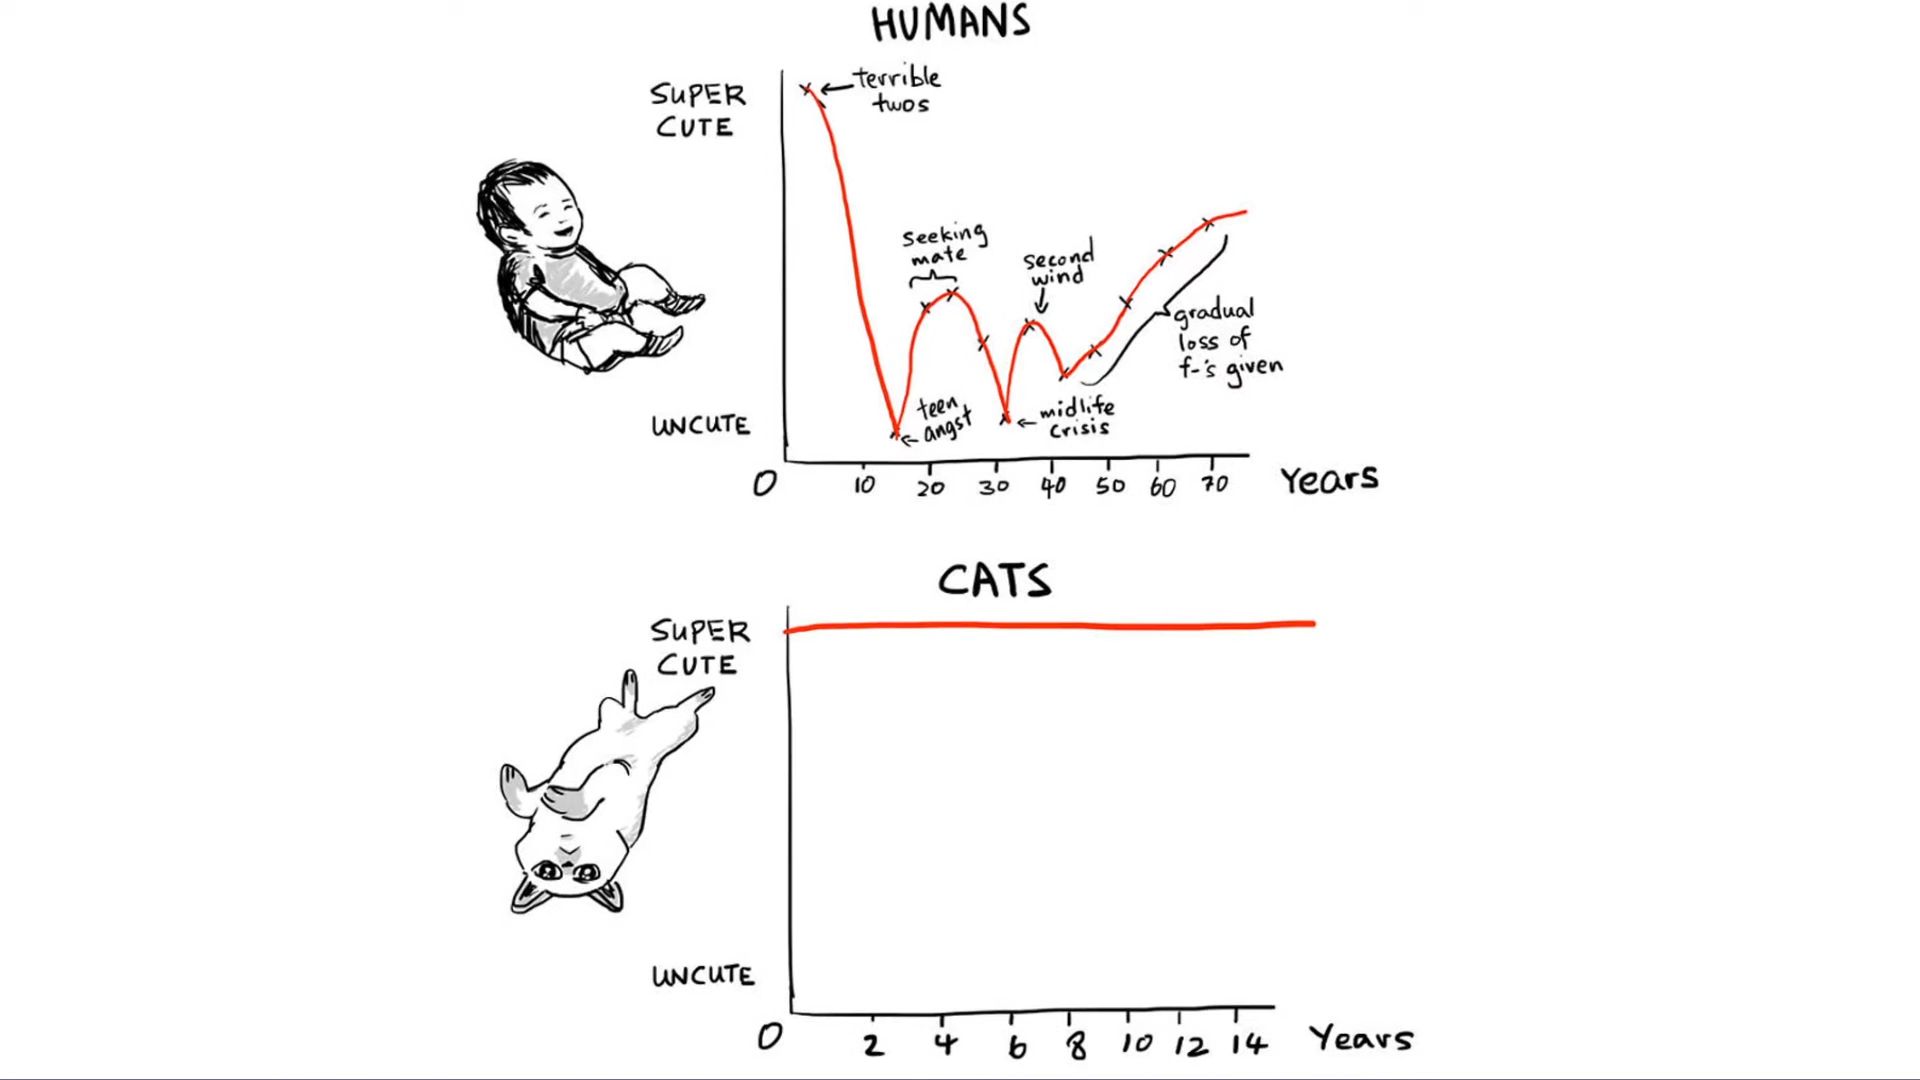 HUMANS
SUPER
CUTE
terrible
twos
seeking
mate
second
wind
gradual
loss of
f-'s given
teen
angst
midlife
crisis
UNCUTE
0 10 20 30 40 50 60 70 Years
CATS
SUPER
CUTE
UNCUTE
0 2 4 6 8 10 12 14 Years